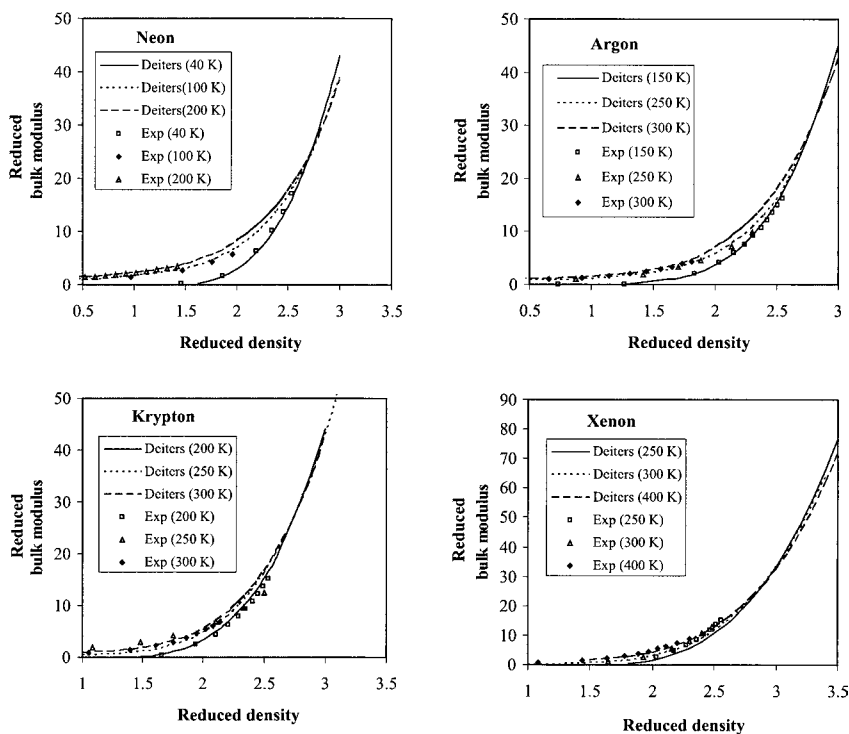 Neon
Deiters (40 K)
Deiters(100 K)
Deiters(200 K)
Exp (40 K)
Exp (100 K)
Exp (200 K)
50
40
30
20
10
0
Reduced
bulk modulus
0.5 1 1.5 2 2.5 3 3.5
Reduced density
Argon
Deiters (150 K)
Deiters (250 K)
Deiters (300 K)
Exp (150 K)
Exp (250 K)
Exp (300 K)
50
40
30
20
10
0
Reduced
bulk modulus
0.5 1 1.5 2 2.5 3
Reduced density
Krypton
Deiters (200 K)
Deiters (250 K)
Deiters (300 K)
Exp (200 K)
Exp (250 K)
Exp (300 K)
50
40
30
20
10
0
Reduced
bulk modulus
1 1.5 2 2.5 3 3.5
Reduced density
Xenon
Deiters (250 K)
Deiters (300 K)
Deiters (400 K)
Exp (250 K)
Exp (300 K)
Exp (400 K)
90
80
70
60
50
40
30
20
10
0
Reduced
bulk modulus
1 1.5 2 2.5 3 3.5
Reduced density